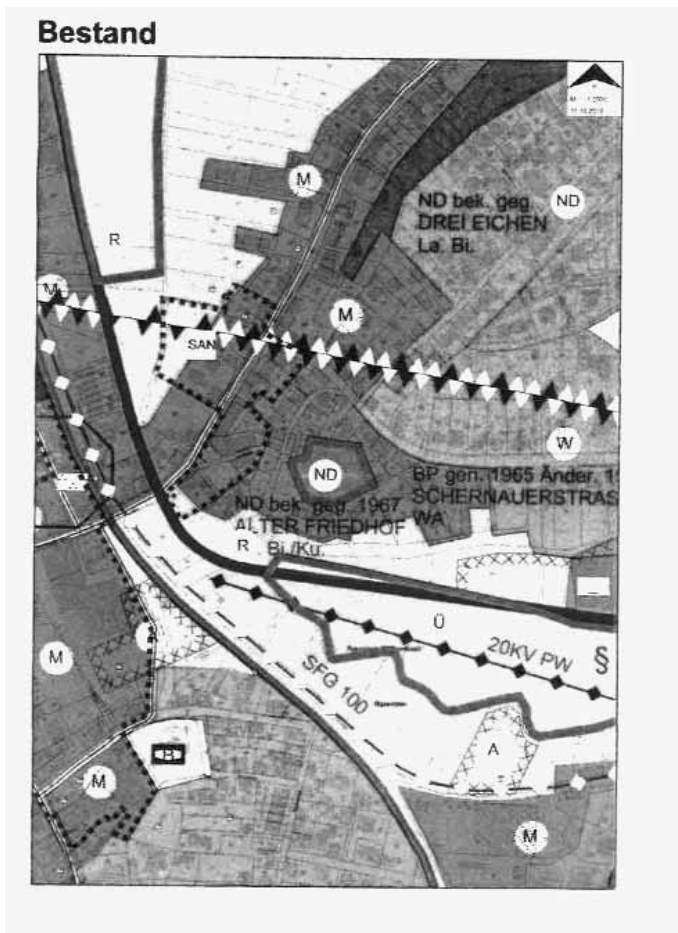 Bestand
M
ND bek. geg.
DREI EICHEN
La. Bi.
ND
R
M
M
SAN
W
ND
BP gen. 1965 Änder. 1
SCHERNAUERSTRAS
WA
ND bek. geg. 1967
ALTER FRIEDHOF
R Bi./Ku.
Ü
20KV PW
§
SFG 100
M
B
A
M
M